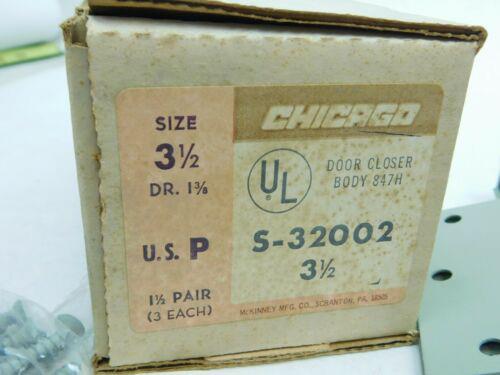 SIZE
3½
DR. 1⅜
U.S. P
1½ PAIR
(3 EACH)
CHICAGO
UL
DOOR CLOSER
BODY 847H
S-32002
3½
McKINNEY MFG. CO., SCRANTON, PA. 18505